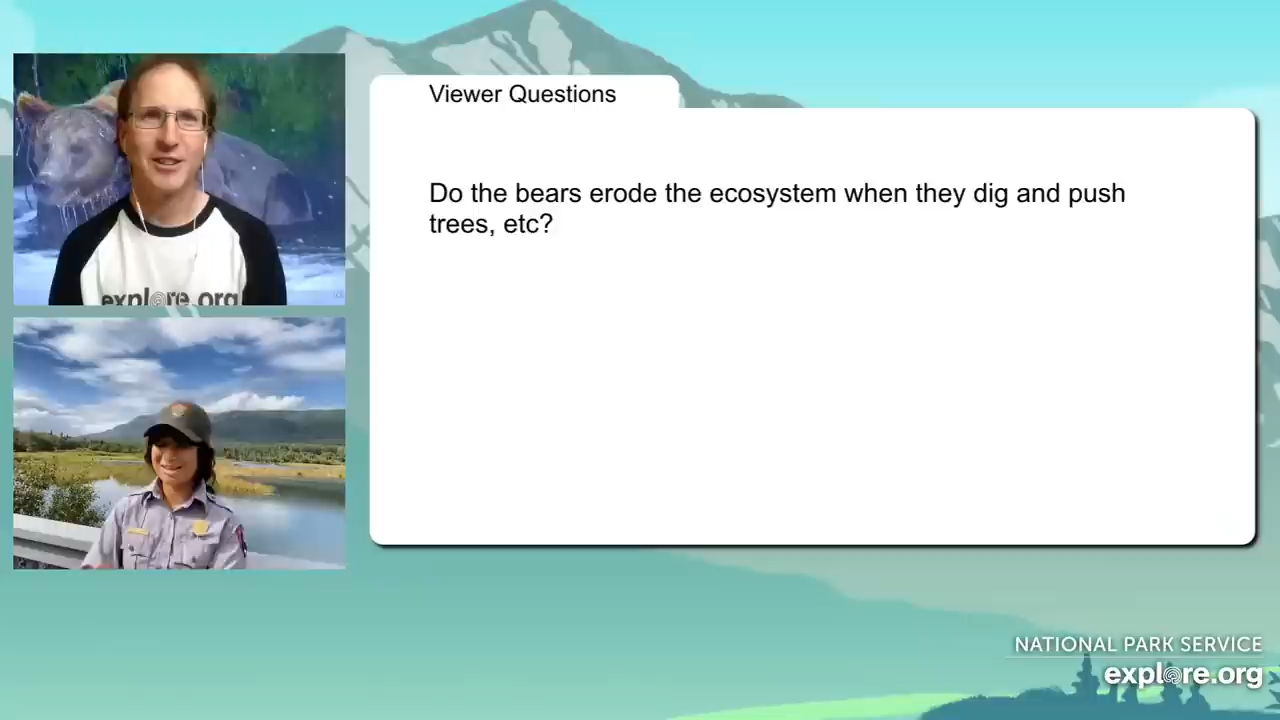 Viewer Questions
Do the bears erode the ecosystem when they dig and push
trees, etc?
explore.org
NATIONAL PARK SERVICE
explore.org